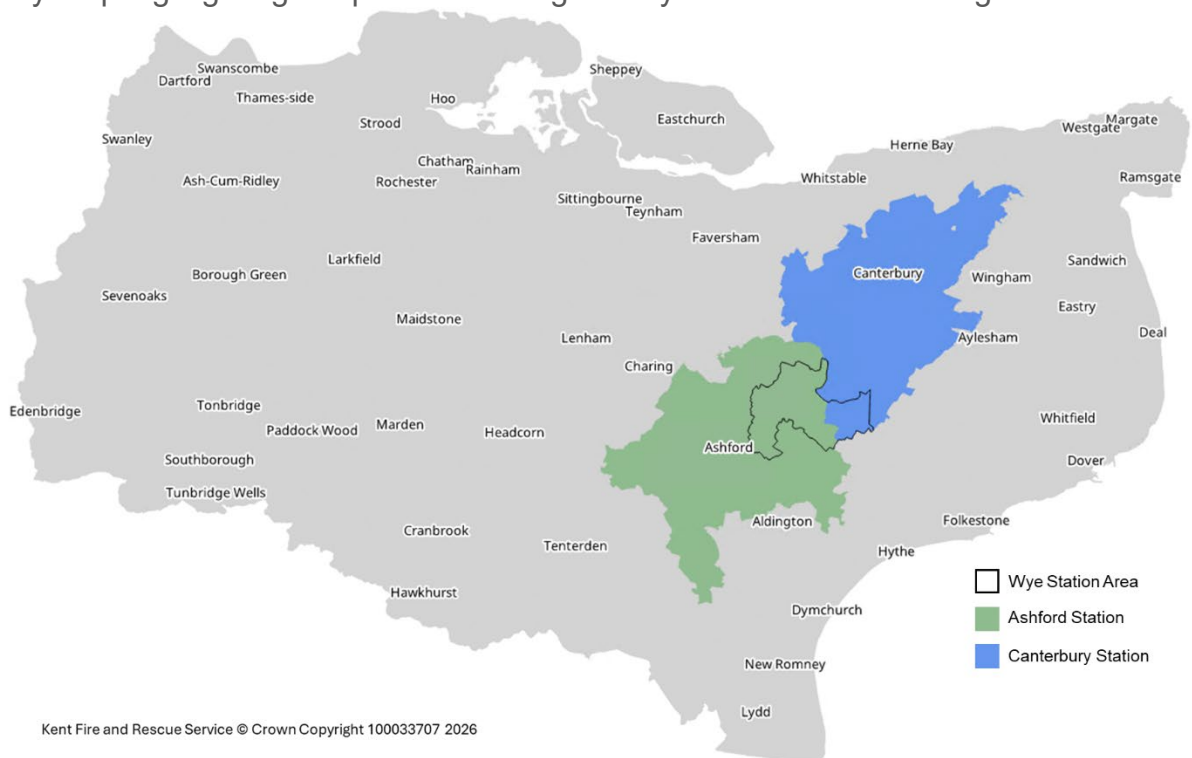 Swanscombe
Dartford
Thames-side
Hoo
Strood
Sheppey
Eastchurch
Swanley
Margate
Westgate
Herne Bay
Ramsgate
Chatham
Rainham
Ash-Cum-Ridley
Rochester
Whitstable
Sittingbourne
Teynham
Faversham
Larkfield
Borough Green
Sevenoaks
Canterbury
Wingham
Sandwich
Eastry
Deal
Aylesham
Maidstone
Lenham
Charing
Edenbridge
Tonbridge
Paddock Wood
Marden
Headcorn
Ashford
Whitfield
Dover
Southborough
Tunbridge Wells
Cranbrook
Tenterden
Aldington
Folkestone
Hythe
Hawkhurst
Dymchurch
New Romney
Lydd
Wye Station Area
Ashford Station
Canterbury Station
Kent Fire and Rescue Service © Crown Copyright 100033707 2026